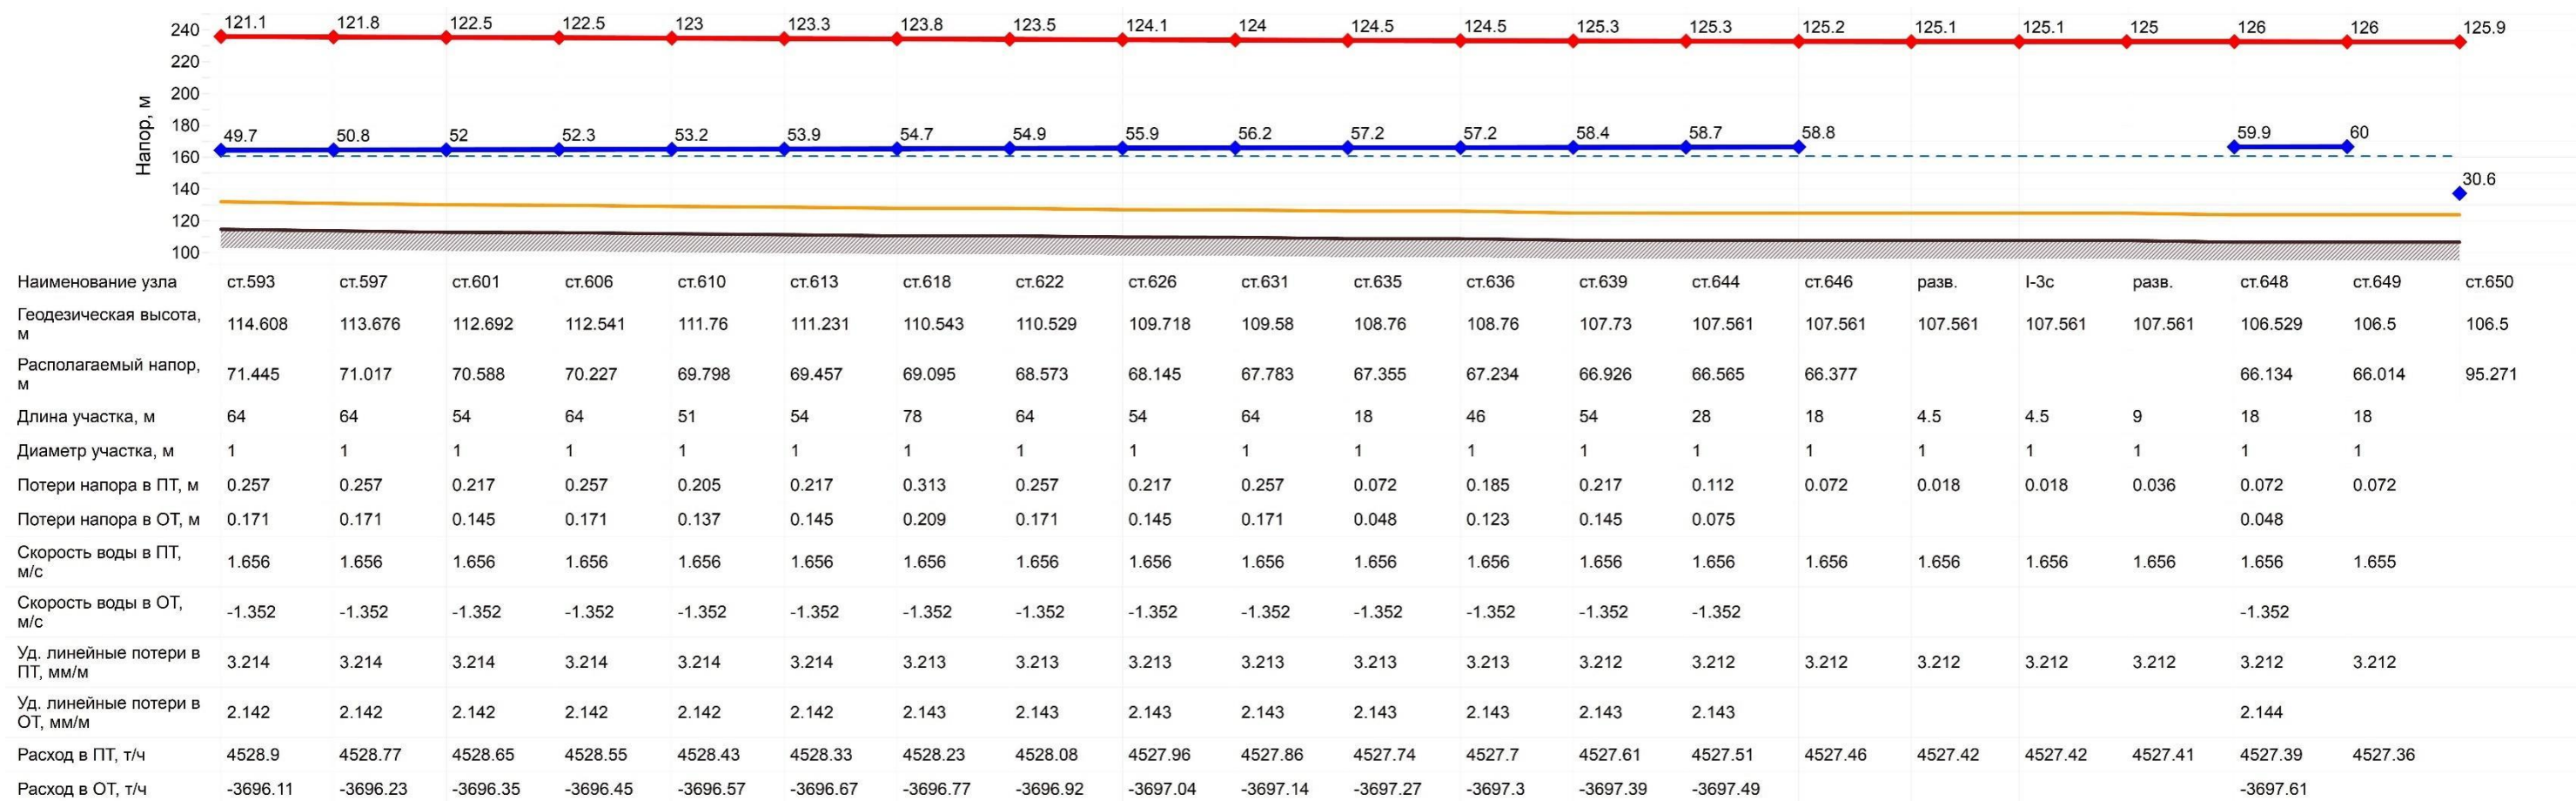 121.1 121.8 122.5 122.5 123 123.3 123.8 123.5 124.1 124 124.5 124.5 125.3 125.3 125.2 125.1 125.1 125 126 126 125.9
240
220
200
180
160
140
120
100
Напор, м
49.7 50.8 52 52.3 53.2 53.9 54.7 54.9 55.9 56.2 57.2 57.2 58.4 58.7 58.8 59.9 60
30.6
Наименование узла ст.593 ст.597 ст.601 ст.606 ст.610 ст.613 ст.618 ст.622 ст.626 ст.631 ст.635 ст.636 ст.639 ст.644 ст.646 разв. I-3с разв. ст.648 ст.649 ст.650
Геодезическая высота,
м 114.608 113.676 112.692 112.541 111.76 111.231 110.543 110.529 109.718 109.58 108.76 108.76 107.73 107.561 107.561 107.561 107.561 107.561 106.529 106.5 106.5
Располагаемый напор,
м 71.445 71.017 70.588 70.227 69.798 69.457 69.095 68.573 68.145 67.783 67.355 67.234 66.926 66.565 66.377 66.134 66.014 95.271
Длина участка, м 64 64 54 64 51 54 78 64 54 64 18 46 54 28 18 4.5 4.5 9 18 18
Диаметр участка, м 1 1 1 1 1 1 1 1 1 1 1 1 1 1 1 1 1 1 1 1
Потери напора в ПТ, м 0.257 0.257 0.217 0.257 0.205 0.217 0.313 0.257 0.217 0.257 0.072 0.185 0.217 0.112 0.072 0.018 0.018 0.036 0.072 0.072
Потери напора в ОТ, м 0.171 0.171 0.145 0.171 0.137 0.145 0.209 0.171 0.145 0.171 0.048 0.123 0.145 0.075 0.048
Скорость воды в ПТ,
м/с 1.656 1.656 1.656 1.656 1.656 1.656 1.656 1.656 1.656 1.656 1.656 1.656 1.656 1.656 1.656 1.656 1.656 1.656 1.656 1.655
Скорость воды в ОТ,
м/с -1.352 -1.352 -1.352 -1.352 -1.352 -1.352 -1.352 -1.352 -1.352 -1.352 -1.352 -1.352 -1.352 -1.352 -1.352
Уд. линейные потери в
ПТ, мм/м 3.214 3.214 3.214 3.214 3.214 3.214 3.213 3.213 3.213 3.213 3.213 3.213 3.212 3.212 3.212 3.212 3.212 3.212 3.212 3.212
Уд. линейные потери в
ОТ, мм/м 2.142 2.142 2.142 2.142 2.142 2.142 2.143 2.143 2.143 2.143 2.143 2.143 2.143 2.143 2.144
Расход в ПТ, т/ч 4528.9 4528.77 4528.65 4528.55 4528.43 4528.33 4528.23 4528.08 4527.96 4527.86 4527.74 4527.7 4527.61 4527.51 4527.46 4527.42 4527.42 4527.41 4527.39 4527.36
Расход в ОТ, т/ч -3696.11 -3696.23 -3696.35 -3696.45 -3696.57 -3696.67 -3696.77 -3696.92 -3697.04 -3697.14 -3697.27 -3697.3 -3697.39 -3697.49 -3697.61